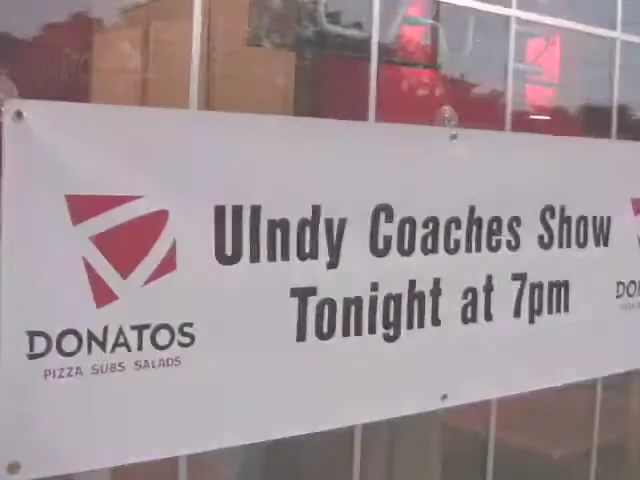 UIndy Coaches Show
Tonight at 7pm
DONATOS
PIZZA SUBS SALADS